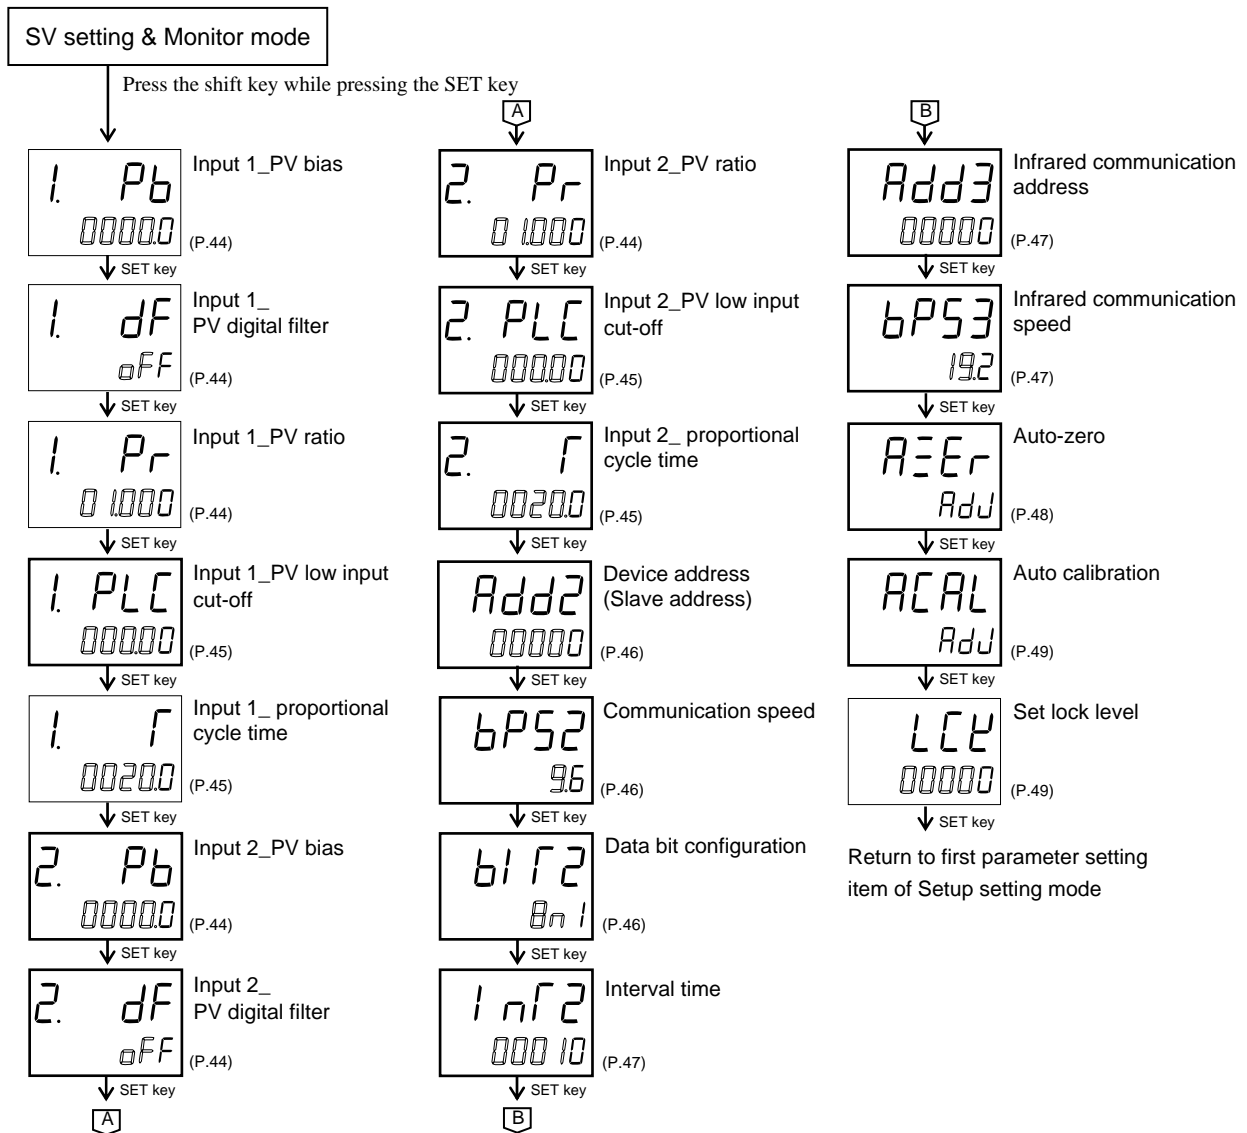 SV setting & Monitor mode
Press the shift key while pressing the SET key
1. Pb
0000.0
Input 1_PV bias
(P.44)
SET key
1. dF
oFF
Input 1_
PV digital filter
(P.44)
SET key
1. Pr
01.000
Input 1_PV ratio
(P.44)
SET key
1. PLC
000.00
Input 1_PV low input
cut-off
(P.45)
SET key
1. T
0020.0
Input 1_ proportional
cycle time
(P.45)
SET key
2. Pb
0000.0
Input 2_PV bias
(P.44)
SET key
2. dF
oFF
Input 2_
PV digital filter
(P.44)
SET key
A
A
2. Pr
01.000
Input 2_PV ratio
(P.44)
SET key
2. PLC
000.00
Input 2_PV low input
cut-off
(P.45)
SET key
2. T
0020.0
Input 2_ proportional
cycle time
(P.45)
SET key
Add2
00000
Device address
(Slave address)
(P.46)
SET key
bPS2
9.6
Communication speed
(P.46)
SET key
bIT2
8n1
Data bit configuration
(P.46)
SET key
InT2
00010
Interval time
(P.47)
SET key
B
B
Add3
00000
Infrared communication
address
(P.47)
SET key
bPS3
19.2
Infrared communication
speed
(P.47)
SET key
AZEr
AdJ
Auto-zero
(P.48)
SET key
ACAL
AdJ
Auto calibration
(P.49)
SET key
LCK
00000
Set lock level
(P.49)
SET key
Return to first parameter setting
item of Setup setting mode